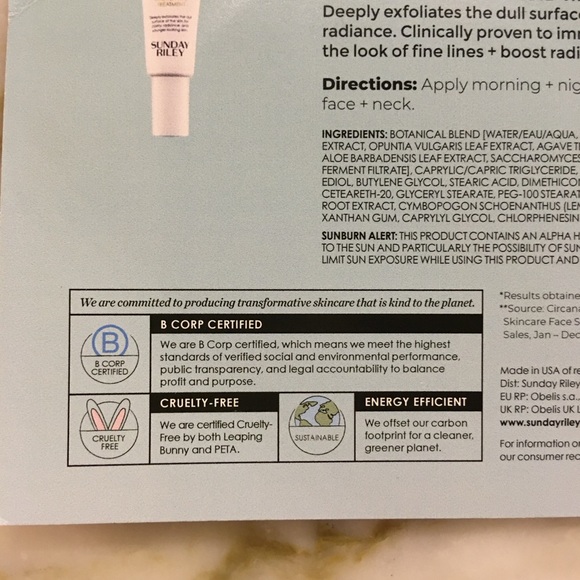 TREATMENT
SUNDAY
RILEY
Deeply exfoliates the dull surface
radiance. Clinically proven to im
the look of fine lines + boost radi
Directions: Apply morning + nig
face + neck.
INGREDIENTS: BOTANICAL BLEND [WATER/EAU/AQUA,
EXTRACT, OPUNTIA VULGARIS LEAF EXTRACT, AGAVE TE
ALOE BARBADENSIS LEAF EXTRACT, SACCHAROMYCES
FERMENT FILTRATE], CAPRYLIC/CAPRIC TRIGLYCERIDE,
EDIOL, BUTYLENE GLYCOL, STEARIC ACID, DIMETHICON
CETEARETH-20, GLYCERYL STEARATE, PEG-100 STEARAT
ROOT EXTRACT, CYMBOPOGON SCHOENANTHUS (LEM
XANTHAN GUM, CAPRYLYL GLYCOL, CHLORPHENESIN
SUNBURN ALERT: THIS PRODUCT CONTAINS AN ALPHA H
TO THE SUN AND PARTICULARLY THE POSSIBILITY OF SUN
LIMIT SUN EXPOSURE WHILE USING THIS PRODUCT AND
We are committed to producing transformative skincare that is kind to the planet.
B
B CORP
CERTIFIED
B CORP CERTIFIED
We are B Corp certified, which means we meet the highest
standards of verified social and environmental performance,
public transparency, and legal accountability to balance
profit and purpose.
CRUELTY
FREE
CRUELTY-FREE
We are certified Cruelty-
Free by both Leaping
Bunny and PETA.
SUSTAINABLE
ENERGY EFFICIENT
We offset our carbon
footprint for a cleaner,
greener planet.
*Results obtaine
**Source: Circana
Skincare Face S
Sales, Jan – Dec
Made in USA of re
Dist: Sunday Riley
EU RP: Obelis s.a.,
UK RP: Obelis UK L
www.sundayriley
For information or
our consumer rec